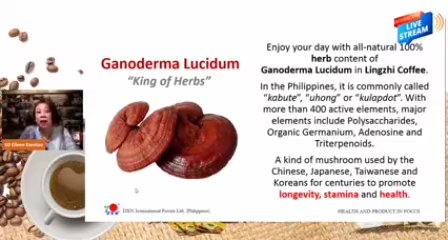 LIVE
STREAM
Ganoderma Lucidum
"King of Herbs"
Enjoy your day with all-natural 100%
herb content of
Ganoderma Lucidum in Lingzhi Coffee.
In the Philippines, it is commonly called
"kabute", "uhong" or "kulapdot". With
more than 400 active elements, major
elements include Polysaccharides,
Organic Germanium, Adenosine and
Triterpenoids.
A kind of mushroom used by the
Chinese, Japanese, Taiwanese and
Koreans for centuries to promote
longevity, stamina and health.
DXN International Private Ltd. (Philippines)
HEALTH AND PRODUCT IN FOCUS